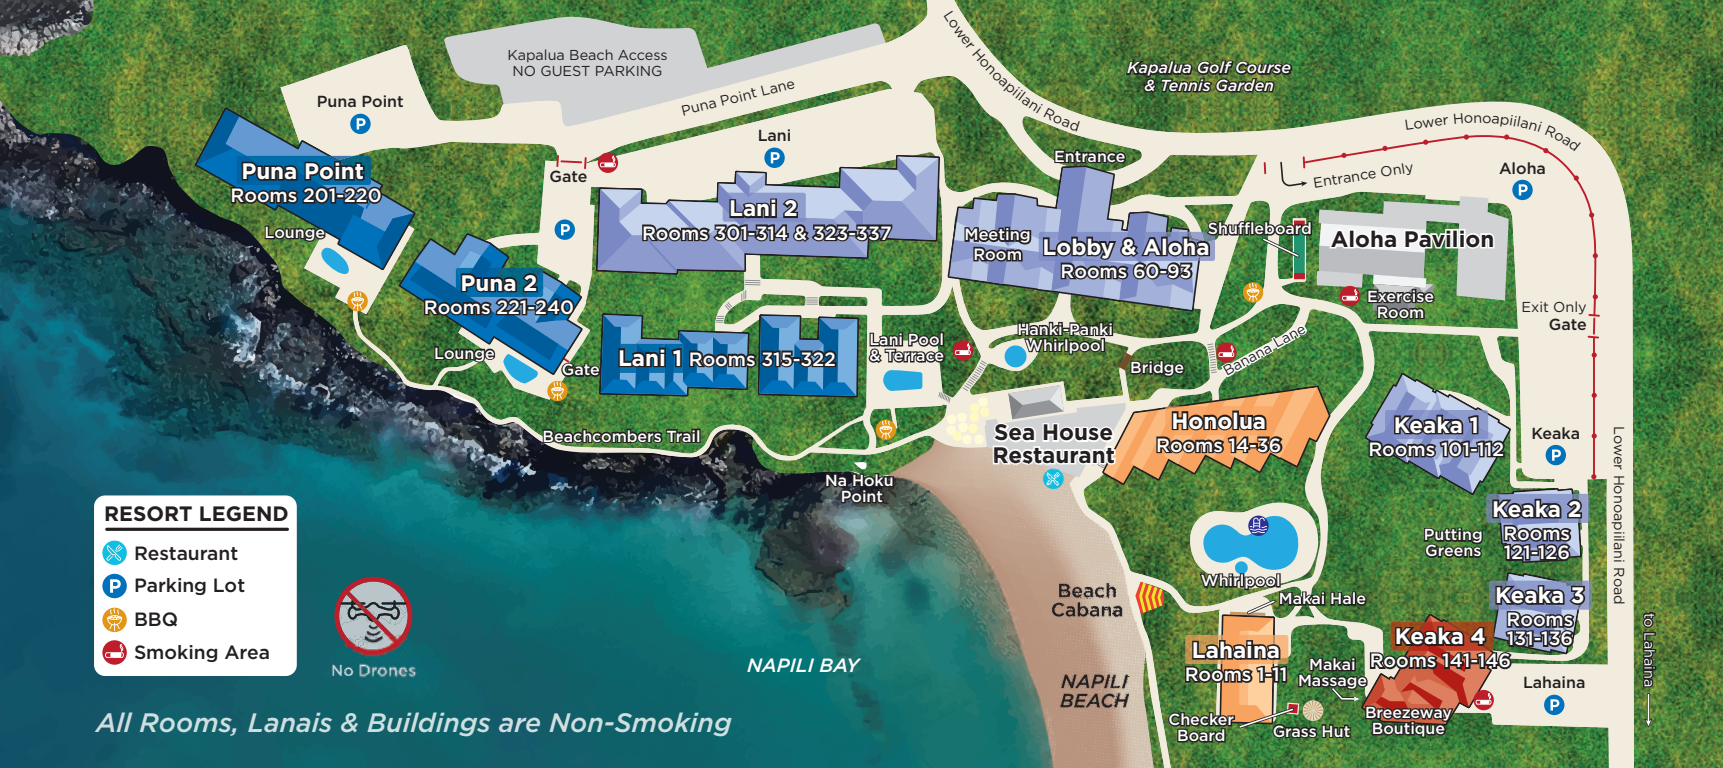 Kapalua Beach Access
NO GUEST PARKING
Puna Point
P
Puna Point Lane
Lower Honoapiilani Road
Kapalua Golf Course
& Tennis Garden
Lower Honoapiilani Road
Lani
P
Entrance
Entrance Only
Aloha
P
Puna Point
Rooms 201-220
Gate
P
Lounge
Lani 2
Rooms 301-314 & 323-337
Meeting
Room
Lobby & Aloha
Rooms 60-93
Shuffleboard
Aloha Pavilion
Exercise
Room
Exit Only
Gate
Puna 2
Rooms 221-240
Lounge
Gate
Lani 1 Rooms 315-322
Lani Pool
& Terrace
Hanki-Panki
Whirlpool
Bridge
Banana Lane
Beachcombers Trail
Na Hoku
Point
Sea House
Restaurant
Honolua
Rooms 14-36
Keaka 1
Rooms 101-112
Keaka
P
Lower Honoapiilani Road
Keaka 2
Rooms
121-126
Putting
Greens
Keaka 3
Rooms
131-136
Whirlpool
Makai Hale
Beach
Cabana
Lahaina
Rooms 1-11
Makai
Massage
Keaka 4
Rooms 141-146
Breezeway
Boutique
Lahaina
P
to Lahaina
Checker
Board
Grass Hut
NAPILI
BEACH
NAPILI BAY
RESORT LEGEND
Restaurant
P Parking Lot
BBQ
Smoking Area
No Drones
All Rooms, Lanais & Buildings are Non-Smoking